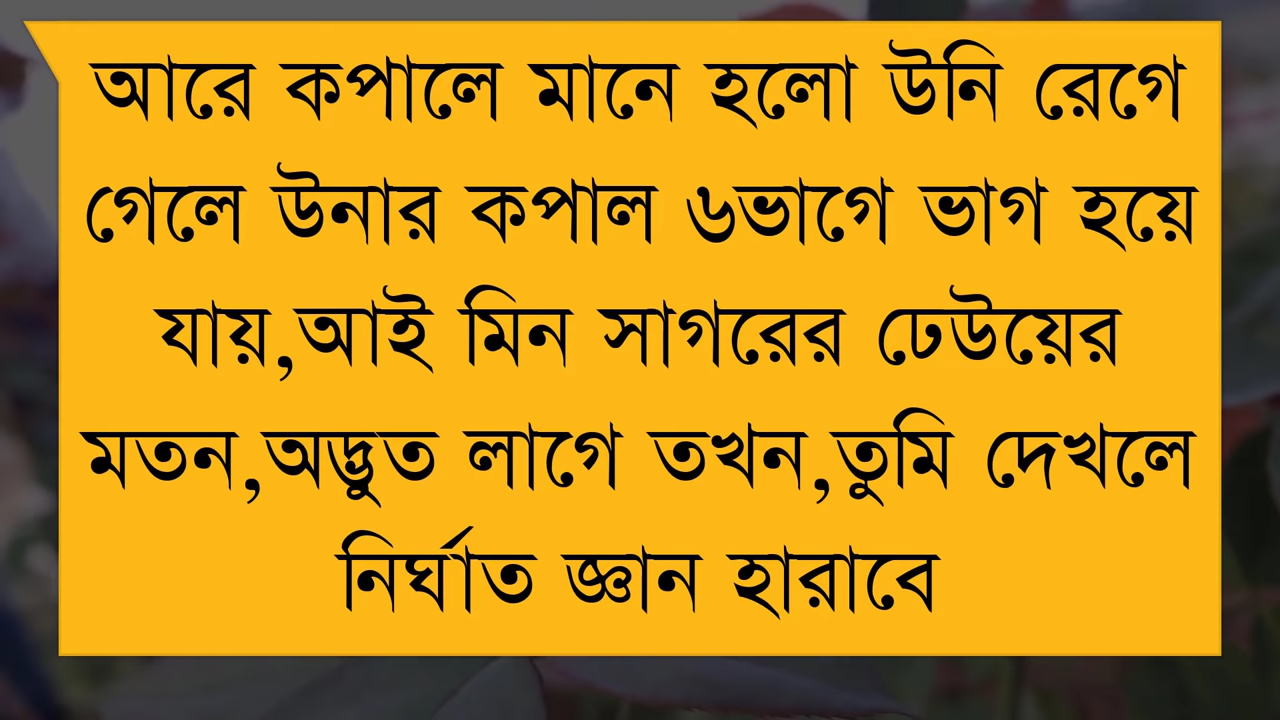 আরে কপালে মানে হলো উনি রেগে
গেলে উনার কপাল ৬ভাগে ভাগ হয়ে
যায়,আই মিন সাগরের ঢেউয়ের
মতন,অদ্ভুত লাগে তখন,তুমি দেখলে
নির্ঘাত জ্ঞান হারাবে